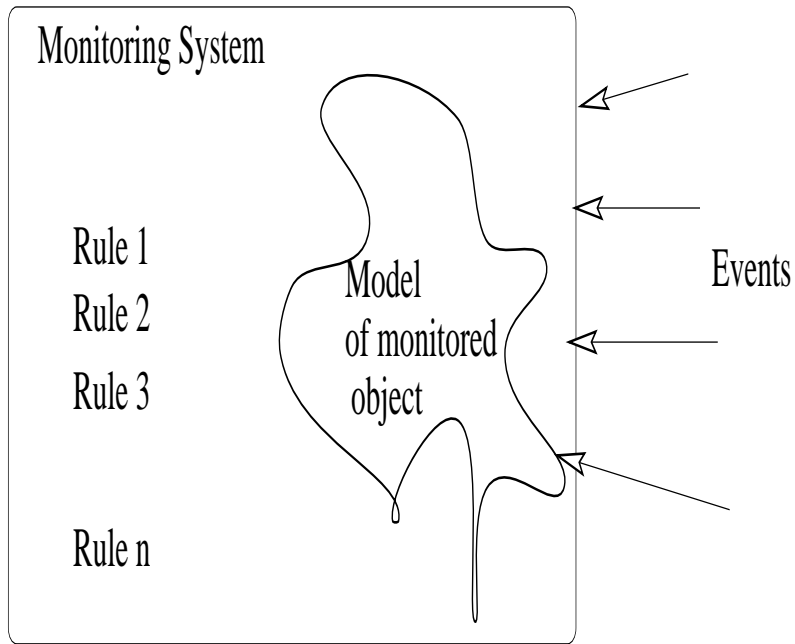 Monitoring System
Rule 1
Rule 2
Rule 3
Rule n
Model
of monitored
object
Events